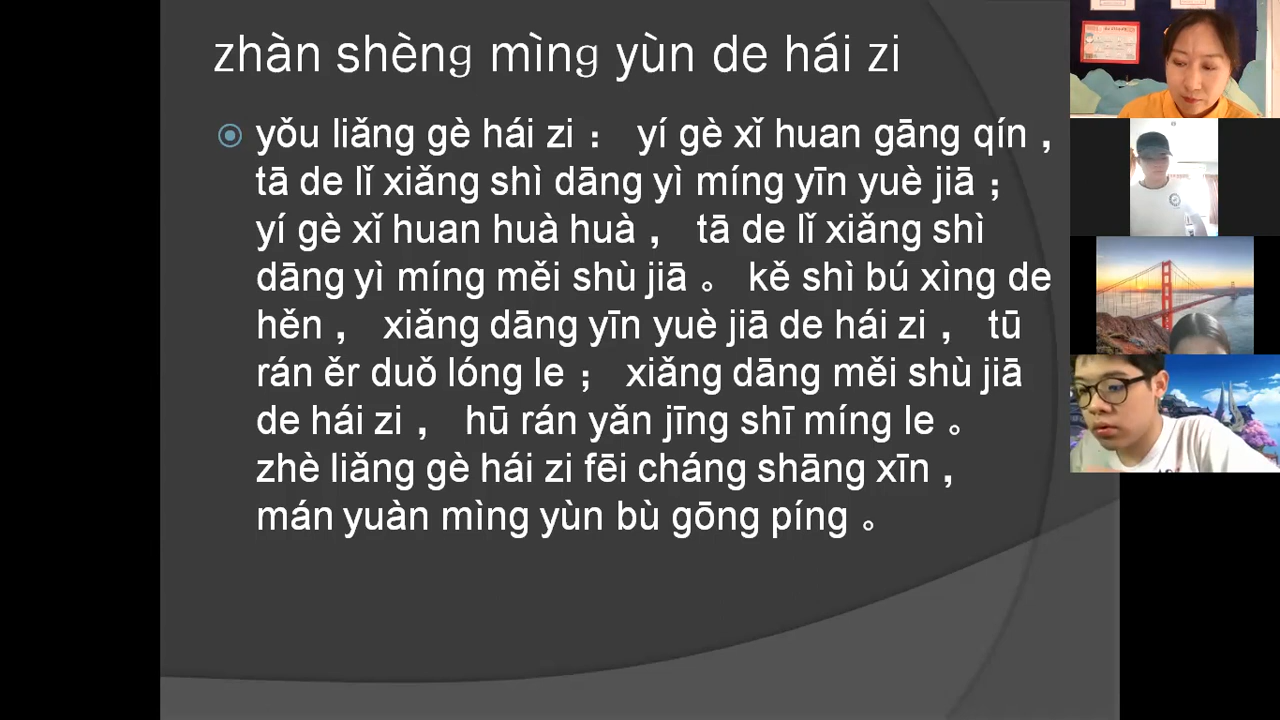 zhàn shèng mìng yùn de hái zi
yǒu liǎng gè hái zi： yí gè xǐ huan gāng qín，
tā de lǐ xiǎng shì dāng yì míng yīn yuè jiā；
yí gè xǐ huan huà huà， tā de lǐ xiǎng shì
dāng yì míng měi shù jiā。 kě shì bú xìng de
hěn， xiǎng dāng yīn yuè jiā de hái zi， tū
rán ěr duǒ lóng le； xiǎng dāng měi shù jiā
de hái zi， hū rán yǎn jīng shī míng le。
zhè liǎng gè hái zi fēi cháng shāng xīn，
mán yuàn mìng yùn bù gōng píng。